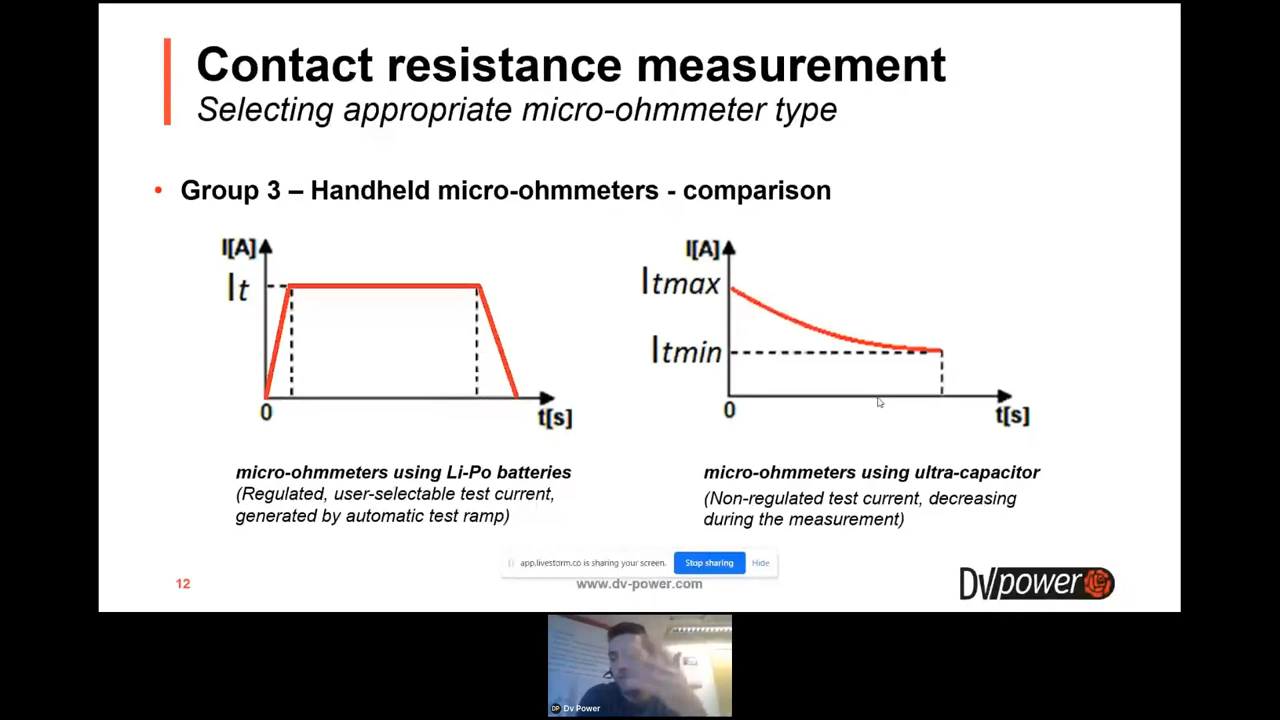 Contact resistance measurement
Selecting appropriate micro-ohmmeter type
• Group 3 – Handheld micro-ohmmeters - comparison
I[A]
It
0
t[s]
I[A]
Itmax
Itmin
0
t[s]
micro-ohmmeters using Li-Po batteries
(Regulated, user-selectable test current,
generated by automatic test ramp)
micro-ohmmeters using ultra-capacitor
(Non-regulated test current, decreasing
during the measurement)
app.livestorm.co is sharing your screen.
Stop sharing
Hide
12
www.dv-power.com
DV power
DP Dv Power